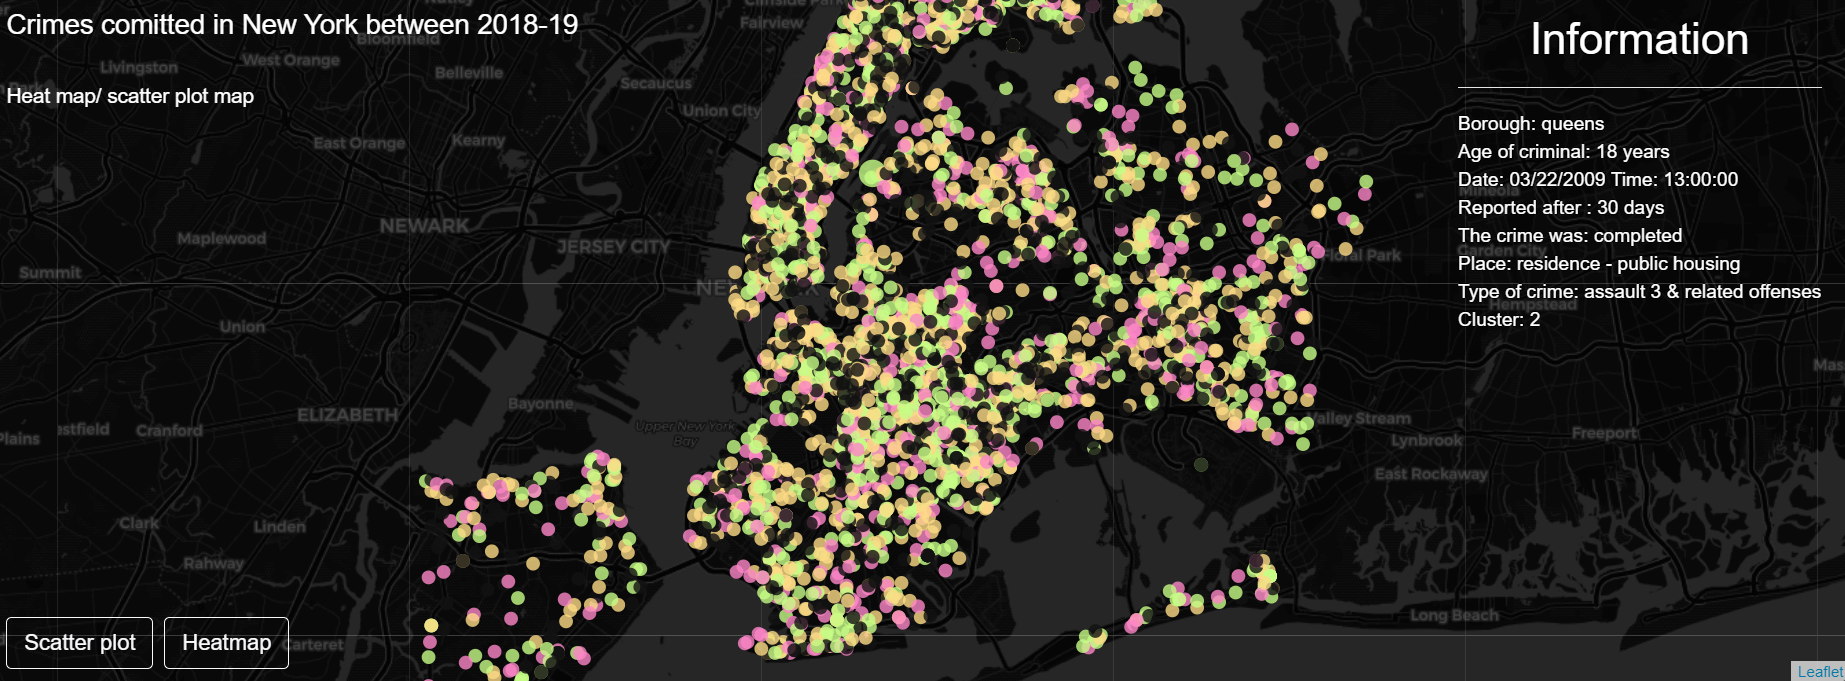 Crimes comitted in New York between 2018-19
Heat map/ scatter plot map
Information
Borough: queens
Age of criminal: 18 years
Date: 03/22/2009 Time: 13:00:00
Reported after : 30 days
The crime was: completed
Place: residence - public housing
Type of crime: assault 3 & related offenses
Cluster: 2
Fairview
Bloomfield
Livingston
West Orange
Belleville
Secaucus
Union City
East Orange
Kearny
Mineola
NEWARK
Maplewood
JERSEY CITY
Garden City
Floral Park
Summit
Hempstead
Union
Bayonne
ELIZABETH
Upper New York
Bay
Valley Stream
Freeport
Lynbrook
Cranford
East Rockaway
Clark
Linden
Rahway
Long Beach
Carteret
Scatter plot
Heatmap
Leaflet